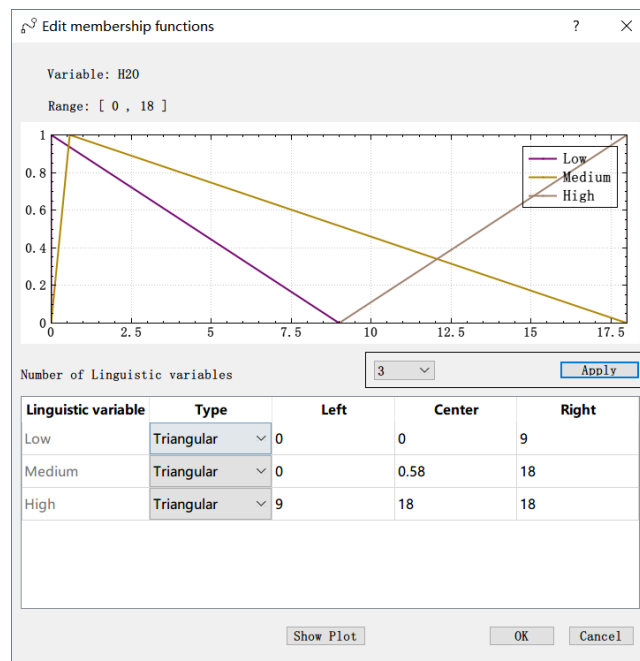 Edit membership functions ? ×
Variable: H2O
Range: [ 0 , 18 ]
1
0.8
0.6
0.4
0.2
0
0 2.5 5 7.5 10 12.5 15 17.5
Low
Medium
High
Number of Linguistic variables 3 Apply
Linguistic variable Type Left Center Right
Low Triangular 0 0 9
Medium Triangular 0 0.58 18
High Triangular 9 18 18
Show Plot OK Cancel